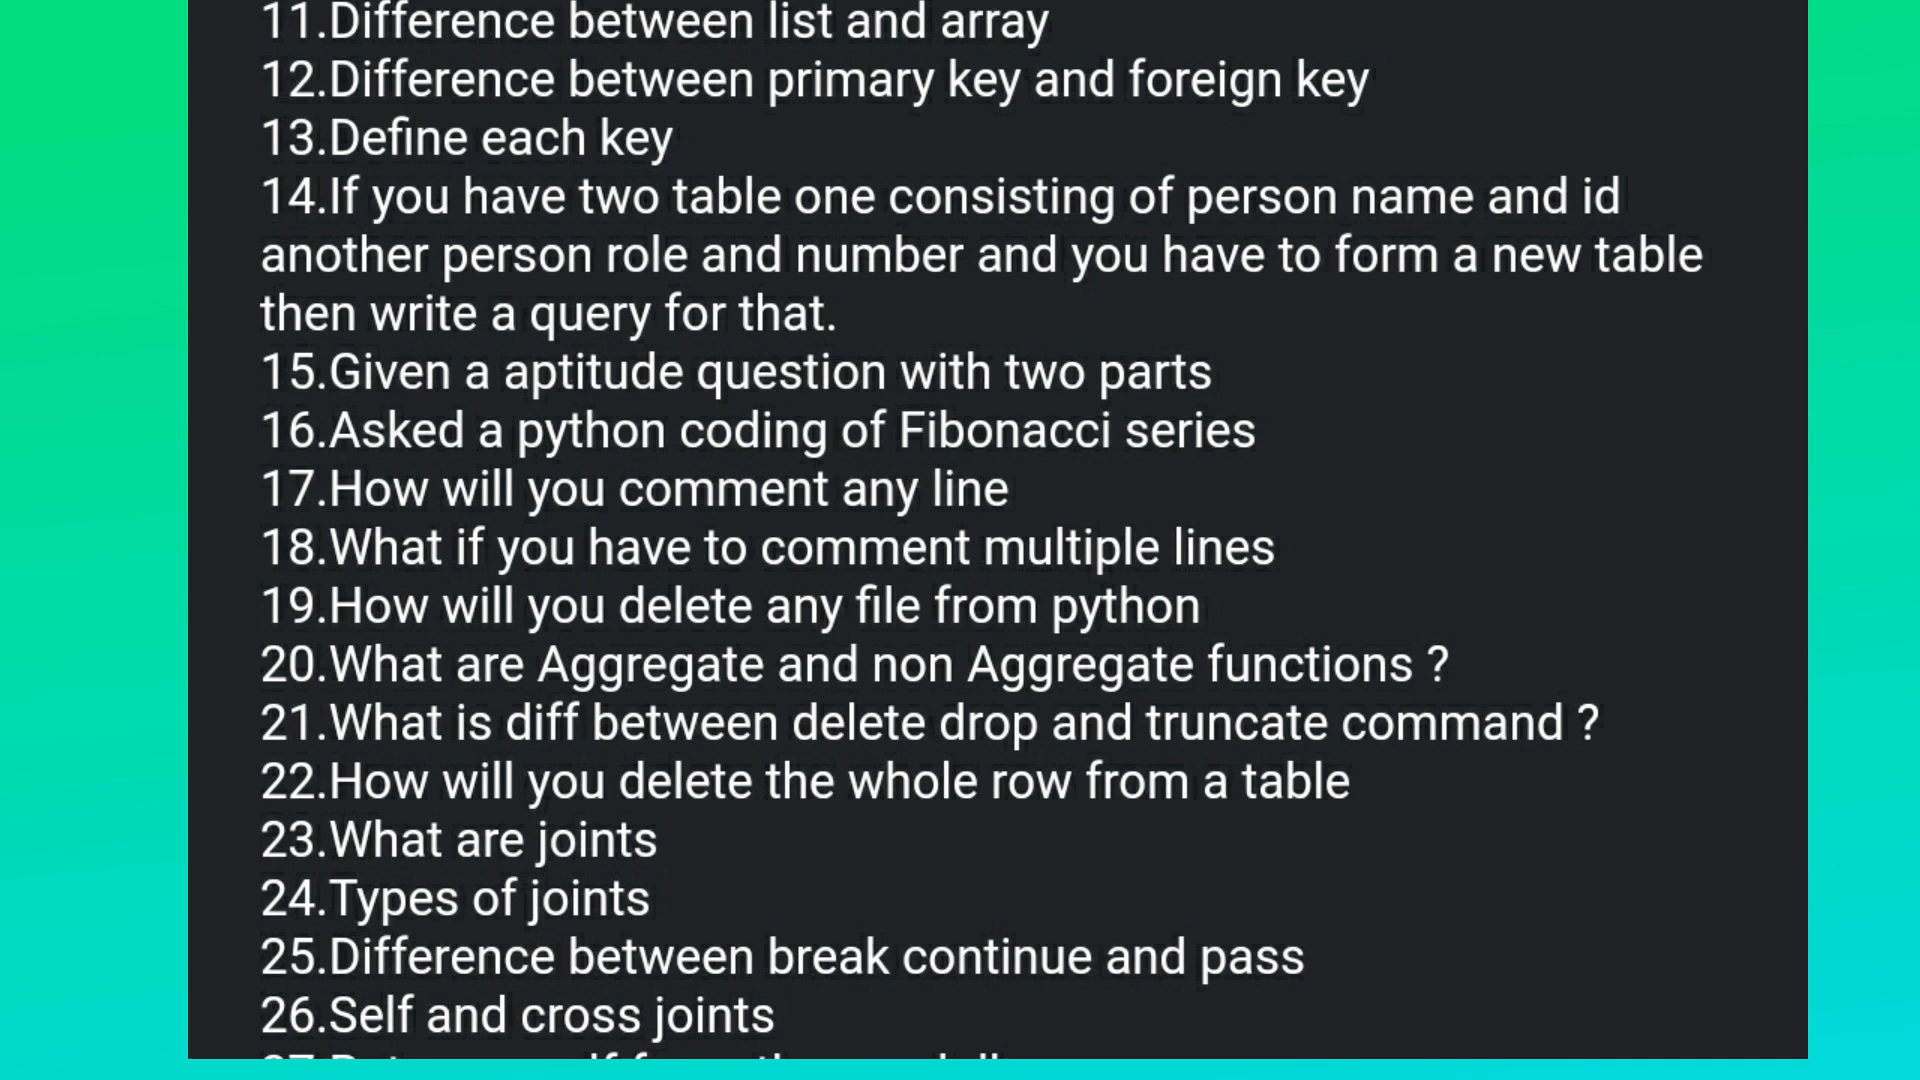 11.Difference between list and array
12.Difference between primary key and foreign key
13.Define each key
14.If you have two table one consisting of person name and id
another person role and number and you have to form a new table
then write a query for that.
15.Given a aptitude question with two parts
16.Asked a python coding of Fibonacci series
17.How will you comment any line
18.What if you have to comment multiple lines
19.How will you delete any file from python
20.What are Aggregate and non Aggregate functions ?
21.What is diff between delete drop and truncate command ?
22.How will you delete the whole row from a table
23.What are joints
24.Types of joints
25.Difference between break continue and pass
26.Self and cross joints